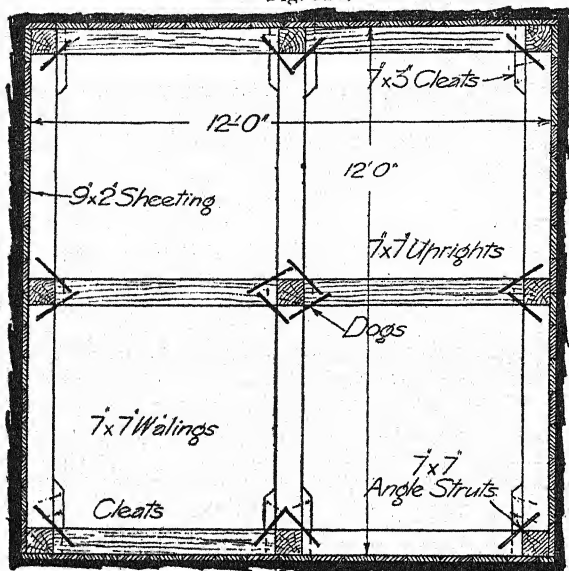 7"x3" Cleats
12'-0"
12'0"
9"x2" Sheeting
7"x7" Uprights
Dogs
7"x7" Walings
7"x7"
Angle Struts
Cleats